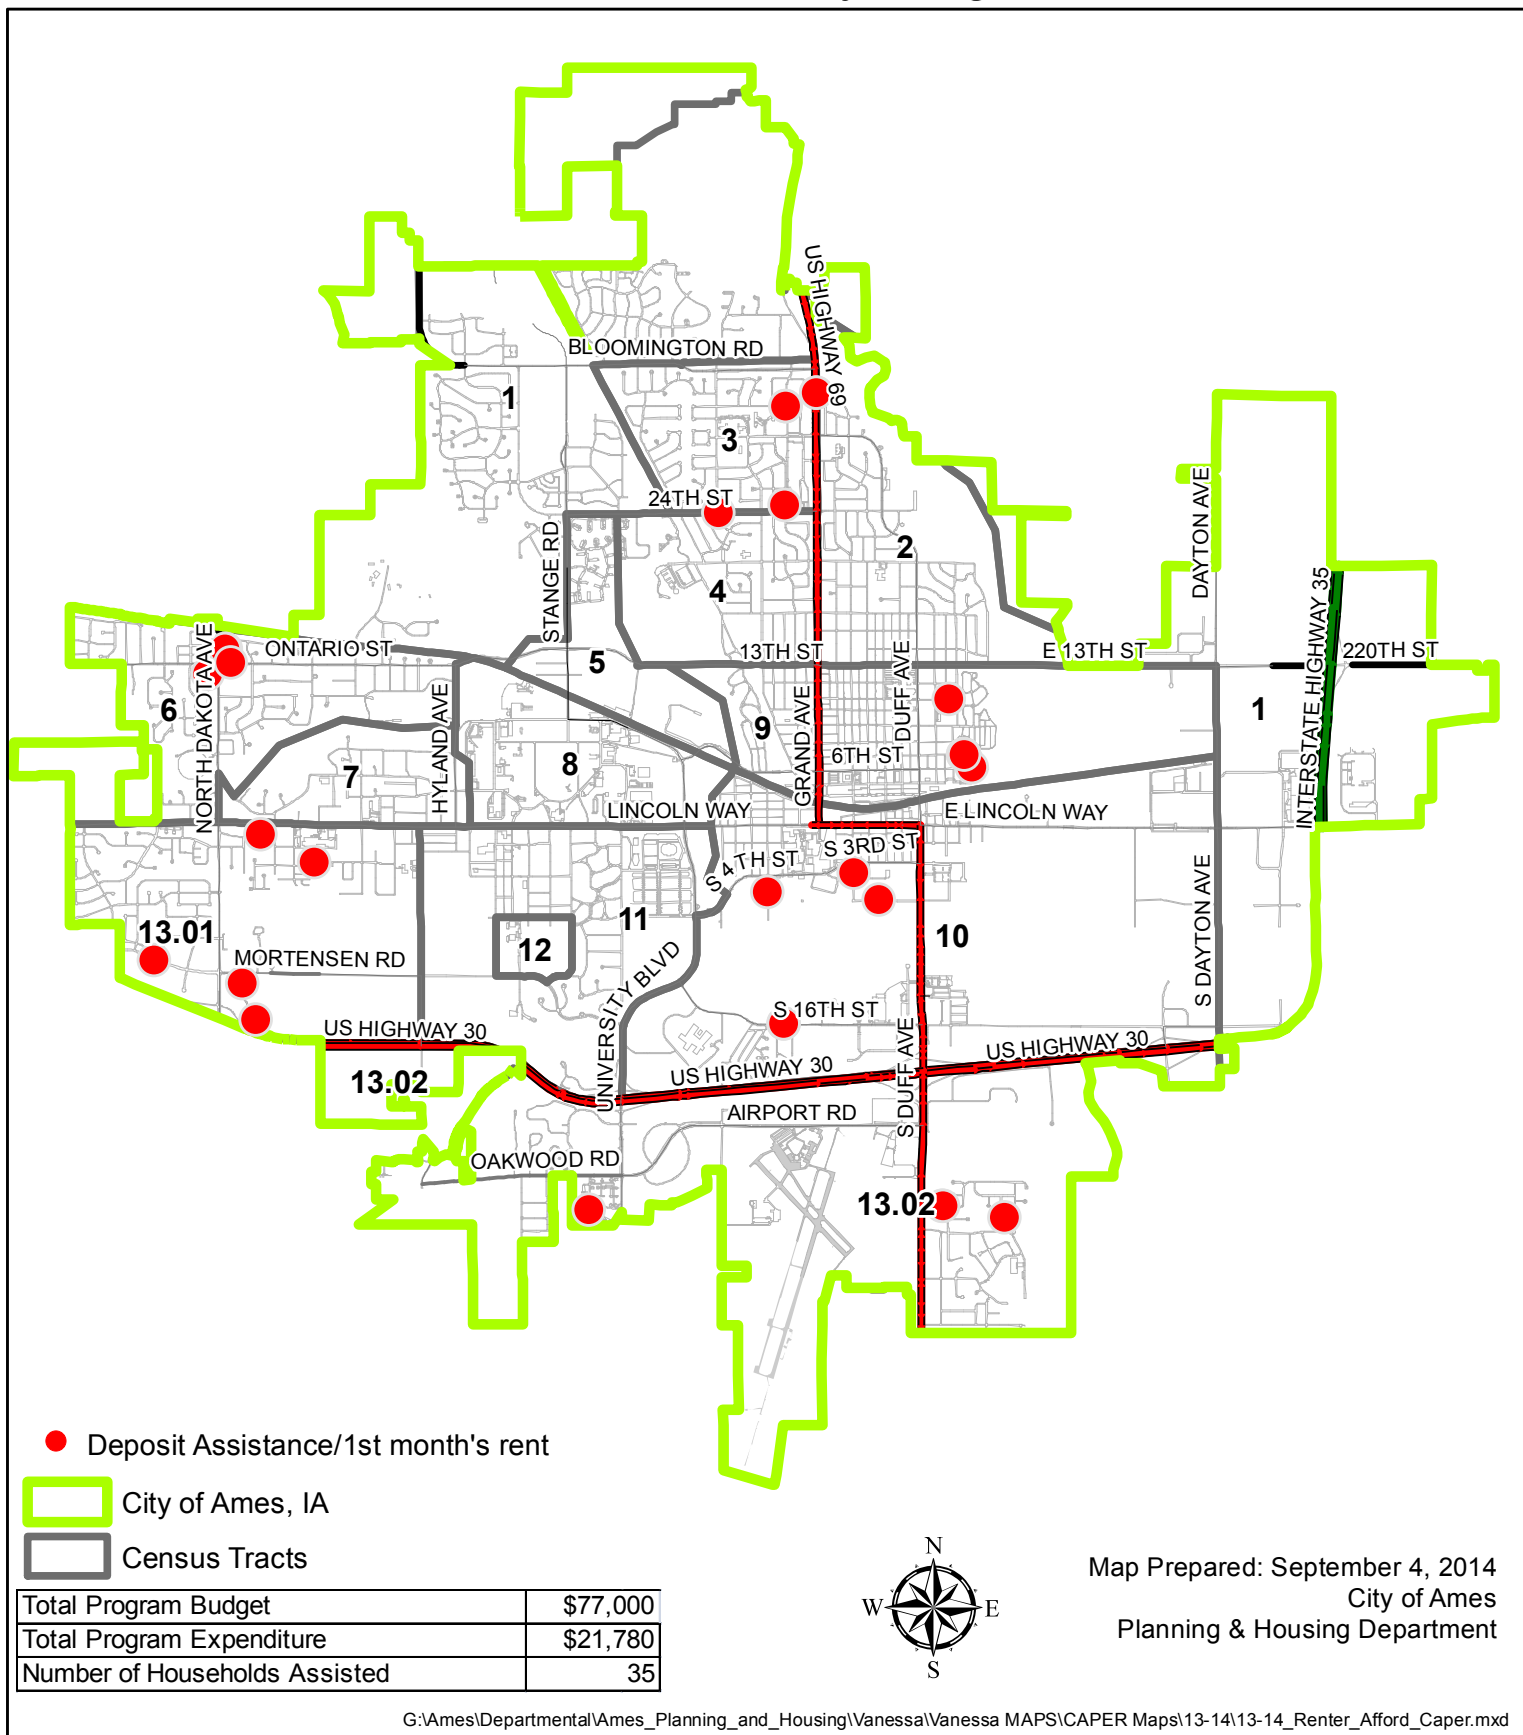 US HIGHWAY 69
BLOOMINGTON RD
1
3
24TH ST
STANGE RD
2
4
DAYTON AVE
INTERSTATE HIGHWAY 35
NORTH DAKOTA AVE
ONTARIO ST
5
13TH ST
E 13TH ST
220TH ST
6
HYLAND AVE
9
GRAND AVE
DUFF AVE
1
7
8
6TH ST
LINCOLN WAY
E LINCOLN WAY
S 4TH ST
S 3RD ST
S DAYTON AVE
13.01
11
10
12
MORTENSEN RD
UNIVERSITY BLVD
S 16TH ST
US HIGHWAY 30
US HIGHWAY 30
US HIGHWAY 30
13.02
S DUFF AVE
AIRPORT RD
OAKWOOD RD
13.02
Deposit Assistance/1st month's rent
City of Ames, IA
Census Tracts
Total Program Budget $77,000
Total Program Expenditure $21,780
Number of Households Assisted 35
N
W E
S
Map Prepared: September 4, 2014
City of Ames
Planning & Housing Department
G:\Ames\Departmental\Ames_Planning_and_Housing\Vanessa\Vanessa MAPS\CAPER Maps\13-14\13-14_Renter_Afford_Caper.mxd